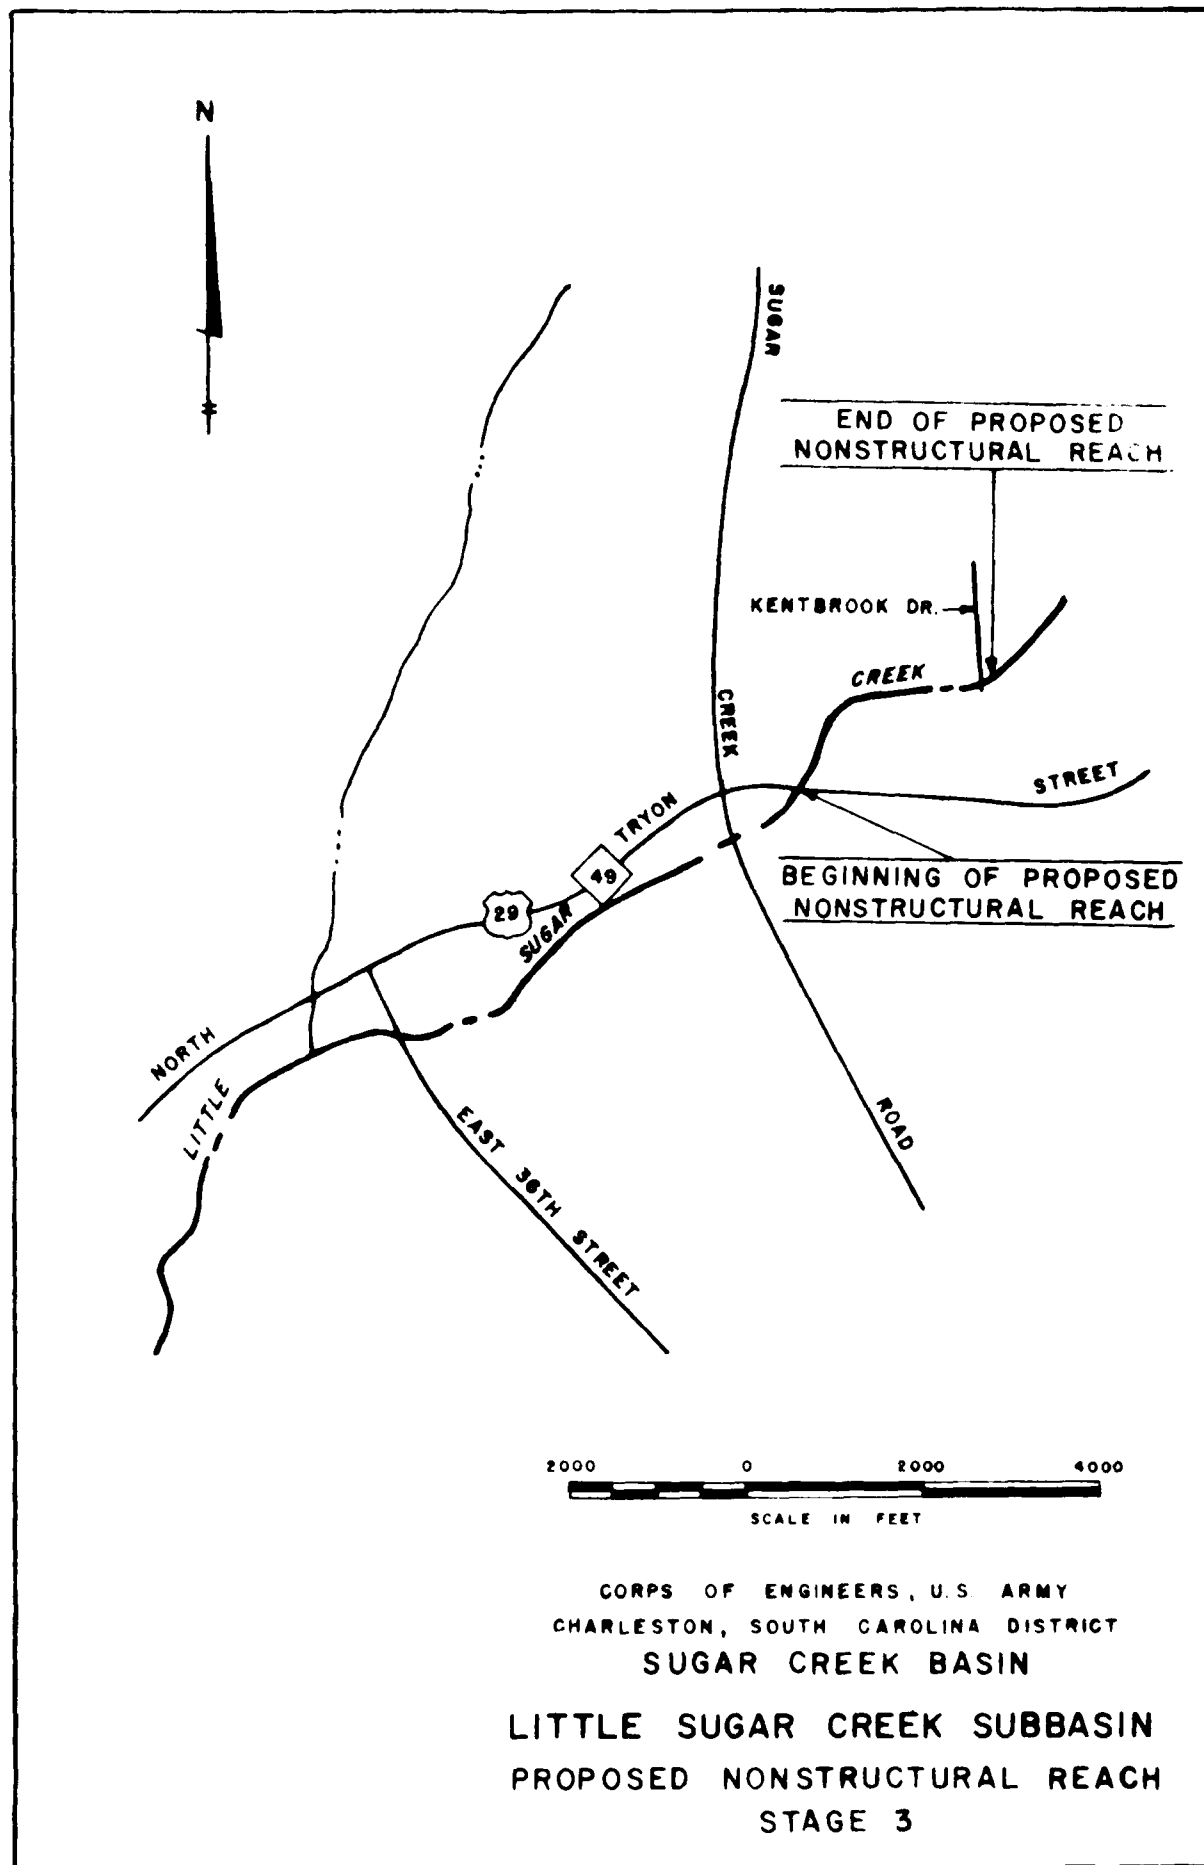 N
SUGAR
END OF PROPOSED
NONSTRUCTURAL REACH
KENTBROOK DR.
CREEK
CREEK
STREET
TRYON
49
BEGINNING OF PROPOSED
NONSTRUCTURAL REACH
29
SUGAR
NORTH
LITTLE
ROAD
EAST 36TH STREET
2000 0 2000 4000
SCALE IN FEET
CORPS OF ENGINEERS, U.S. ARMY
CHARLESTON, SOUTH CAROLINA DISTRICT
SUGAR CREEK BASIN
LITTLE SUGAR CREEK SUBBASIN
PROPOSED NONSTRUCTURAL REACH
STAGE 3